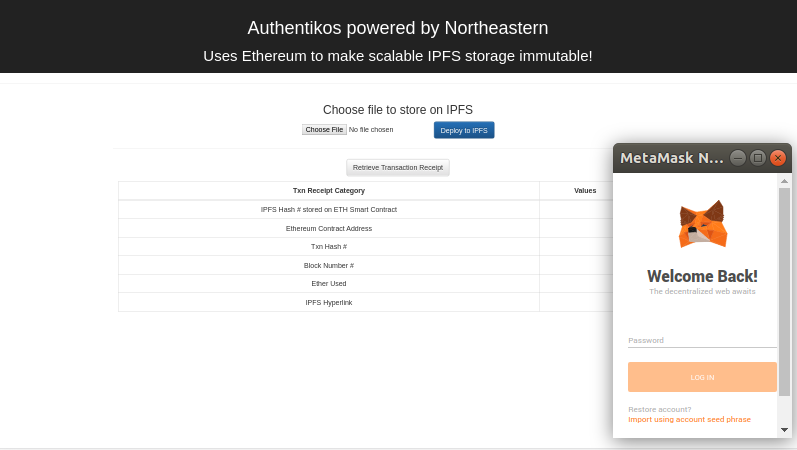 Authentikos powered by Northeastern
Uses Ethereum to make scalable IPFS storage immutable!
Choose file to store on IPFS
Choose File No file chosen
Deploy to IPFS
Retrieve Transaction Receipt
Txn Receipt Category Values
IPFS Hash # stored on ETH Smart Contract
Ethereum Contract Address
Txn Hash #
Block Number #
Ether Used
IPFS Hyperlink
MetaMask N...
Welcome Back!
The decentralized web awaits
Password
LOG IN
Restore account?
Import using account seed phrase